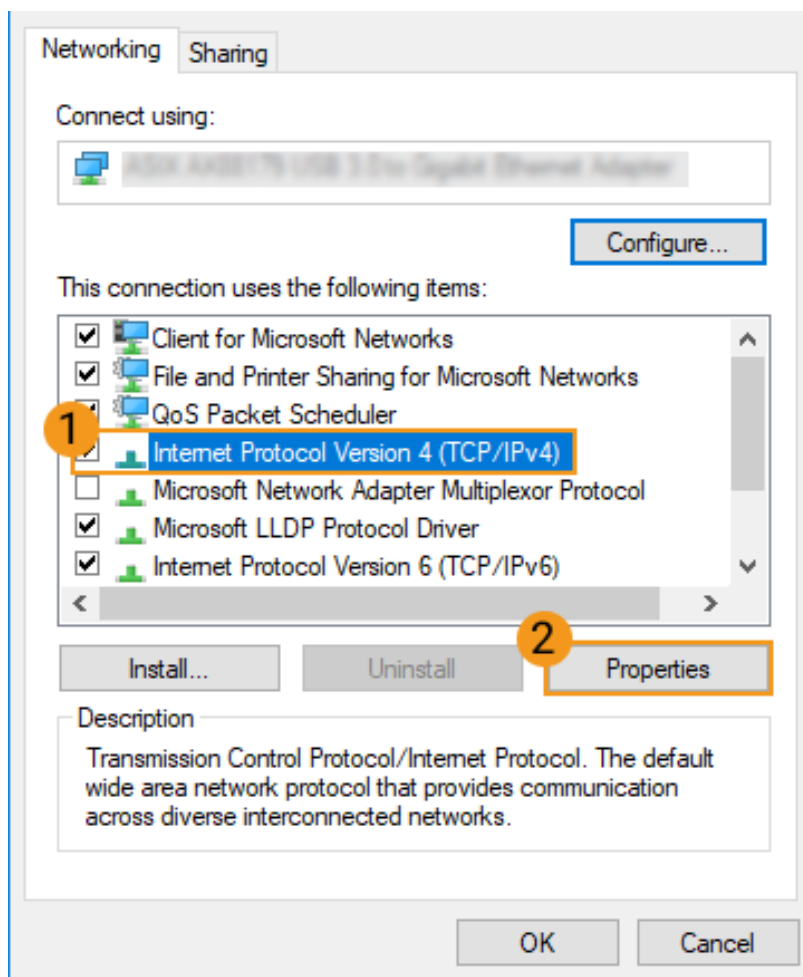 Networking
Sharing
Connect using:
Configure...
This connection uses the following items:
Client for Microsoft Networks
File and Printer Sharing for Microsoft Networks
QoS Packet Scheduler
1
Internet Protocol Version 4 (TCP/IPv4)
Microsoft Network Adapter Multiplexor Protocol
Microsoft LLDP Protocol Driver
Internet Protocol Version 6 (TCP/IPv6)
2
Install...
Uninstall
Properties
Description
Transmission Control Protocol/Internet Protocol. The default
wide area network protocol that provides communication
across diverse interconnected networks.
OK
Cancel